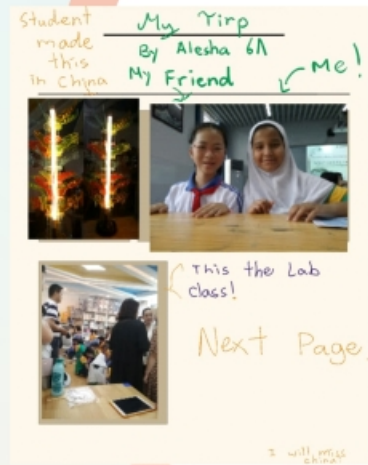 Student
made
this
in China
My Yirp
By Alesha 6A
My Friend
Me!
This the Lab
Class!
Next Page,
I will miss
china!